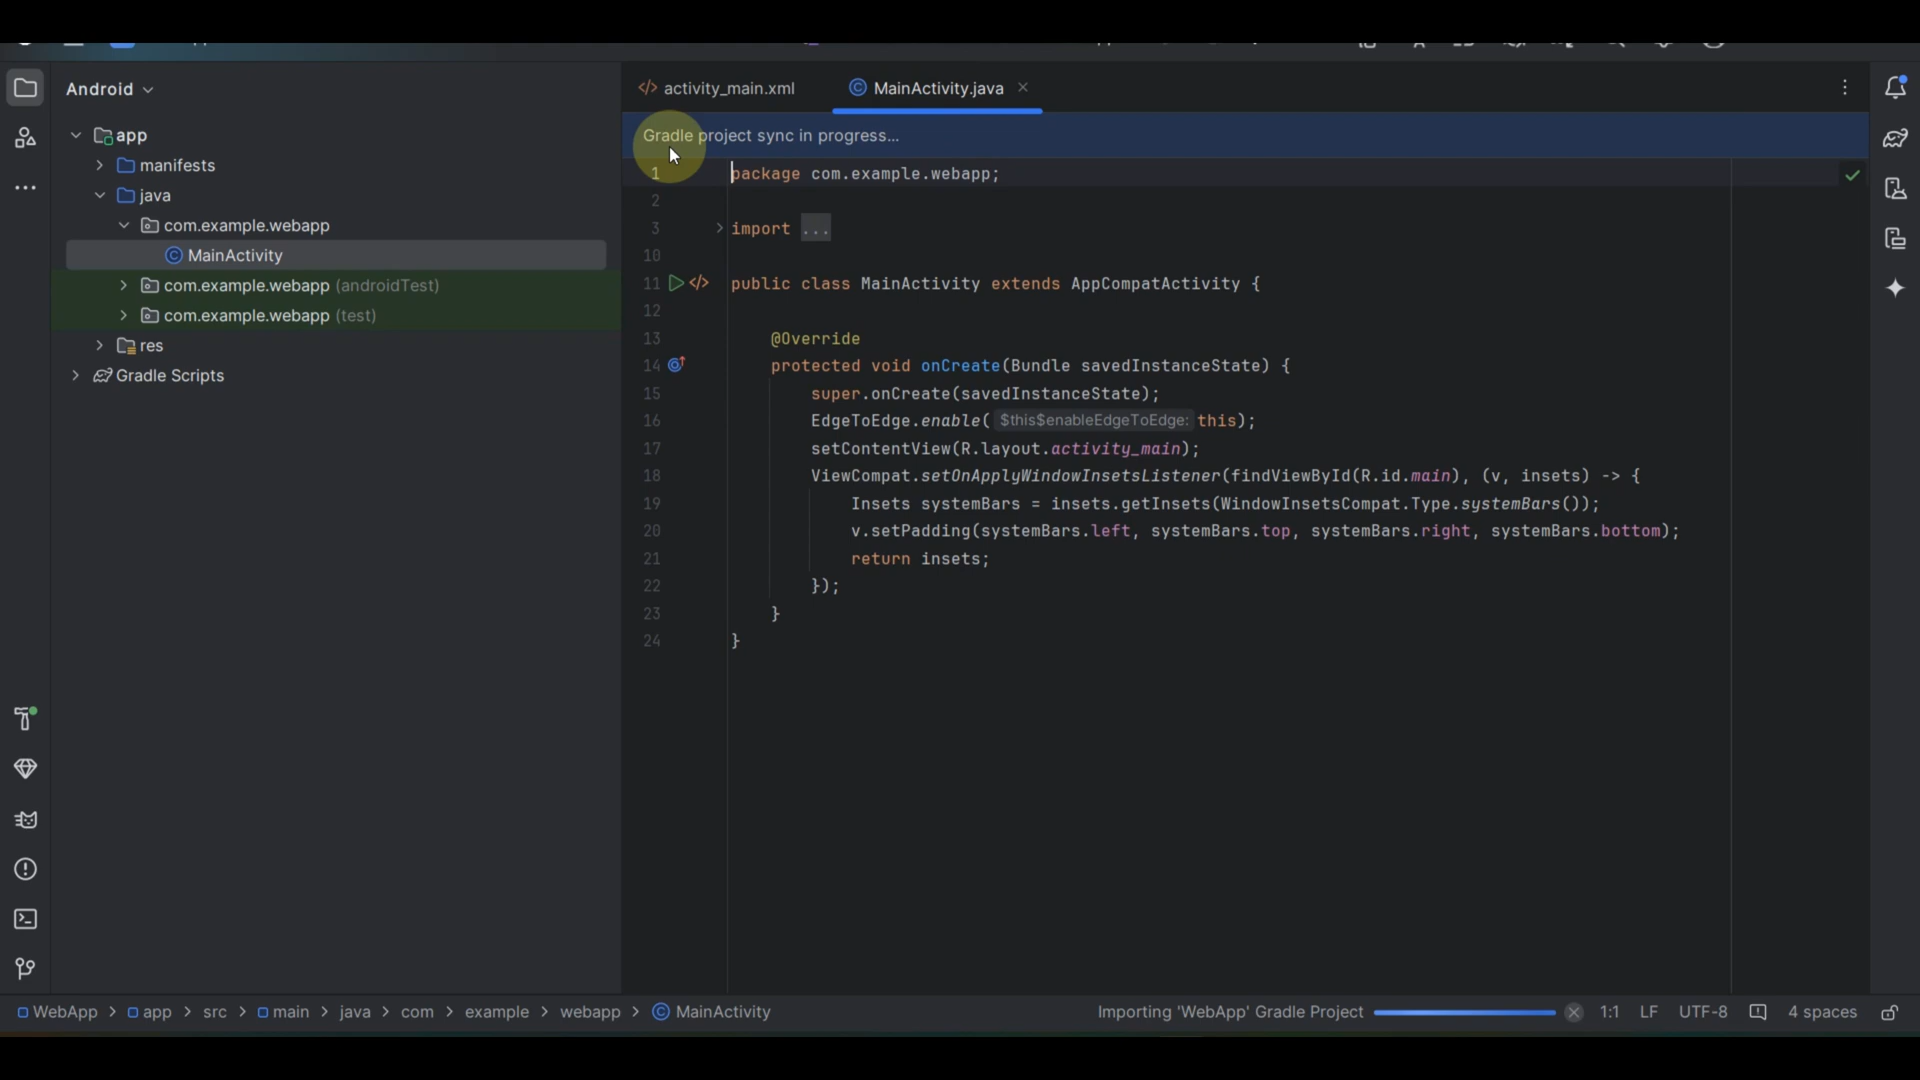 Android
activity_main.xml
MainActivity.java
Gradle project sync in progress...
app
manifests
java
com.example.webapp
MainActivity
com.example.webapp (androidTest)
com.example.webapp (test)
res
Gradle Scripts
1 package com.example.webapp;
2
3 import ...
10
11 </> public class MainActivity extends AppCompatActivity {
12
13 @Override
14 protected void onCreate(Bundle savedInstanceState) {
15 super.onCreate(savedInstanceState);
16 EdgeToEdge.enable( $this$enableEdgeToEdge: this);
17 setContentView(R.layout.activity_main);
18 ViewCompat.setOnApplyWindowInsetsListener(findViewById(R.id.main), (v, insets) -> {
19 Insets systemBars = insets.getInsets(WindowInsetsCompat.Type.systemBars());
20 v.setPadding(systemBars.left, systemBars.top, systemBars.right, systemBars.bottom);
21 return insets;
22 });
23 }
24 }
WebApp > app > src > main > java > com > example > webapp > MainActivity
Importing 'WebApp' Gradle Project 1:1 LF UTF-8 4 spaces